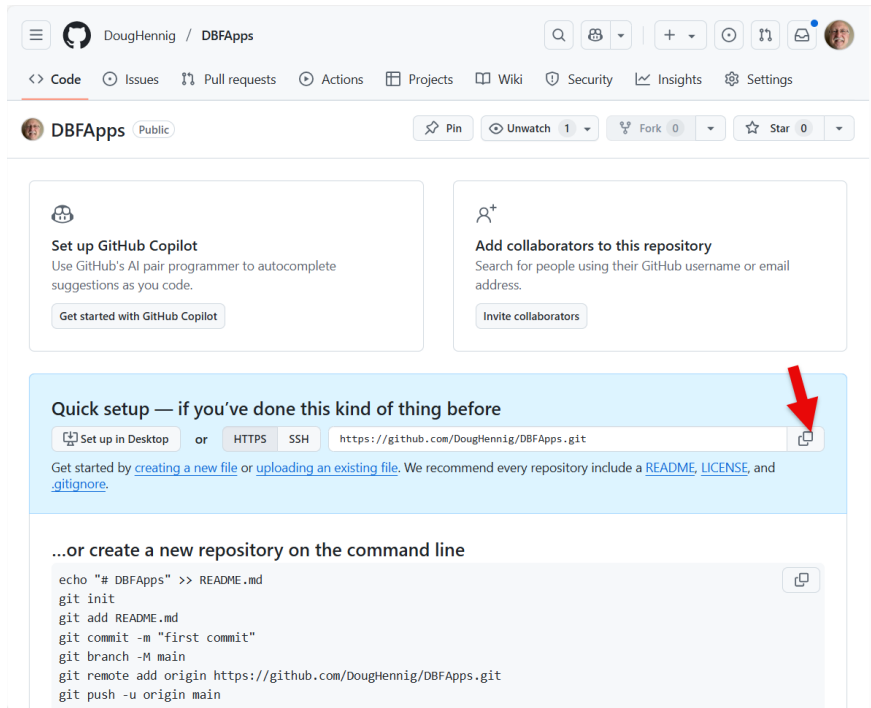 DougHennig / DBFApps
Code Issues Pull requests Actions Projects Wiki Security Insights Settings
DBFApps Public Pin Unwatch 1 Fork 0 Star 0
Set up GitHub Copilot
Use GitHub's AI pair programmer to autocomplete
suggestions as you code.
Get started with GitHub Copilot
Add collaborators to this repository
Search for people using their GitHub username or email
address.
Invite collaborators
Quick setup — if you've done this kind of thing before
Set up in Desktop or HTTPS SSH https://github.com/DougHennig/DBFApps.git
Get started by creating a new file or uploading an existing file. We recommend every repository include a README, LICENSE, and
.gitignore.
…or create a new repository on the command line
echo "# DBFApps" >> README.md
git init
git add README.md
git commit -m "first commit"
git branch -M main
git remote add origin https://github.com/DougHennig/DBFApps.git
git push -u origin main